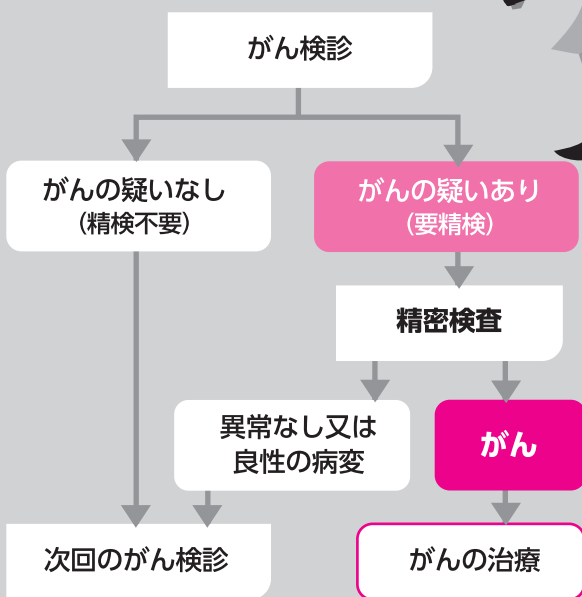 がん検診
がんの疑いなし
(精検不要)
がんの疑いあり
(要精検)
精密検査
異常なし又は
良性の病変
がん
次回のがん検診
がんの治療